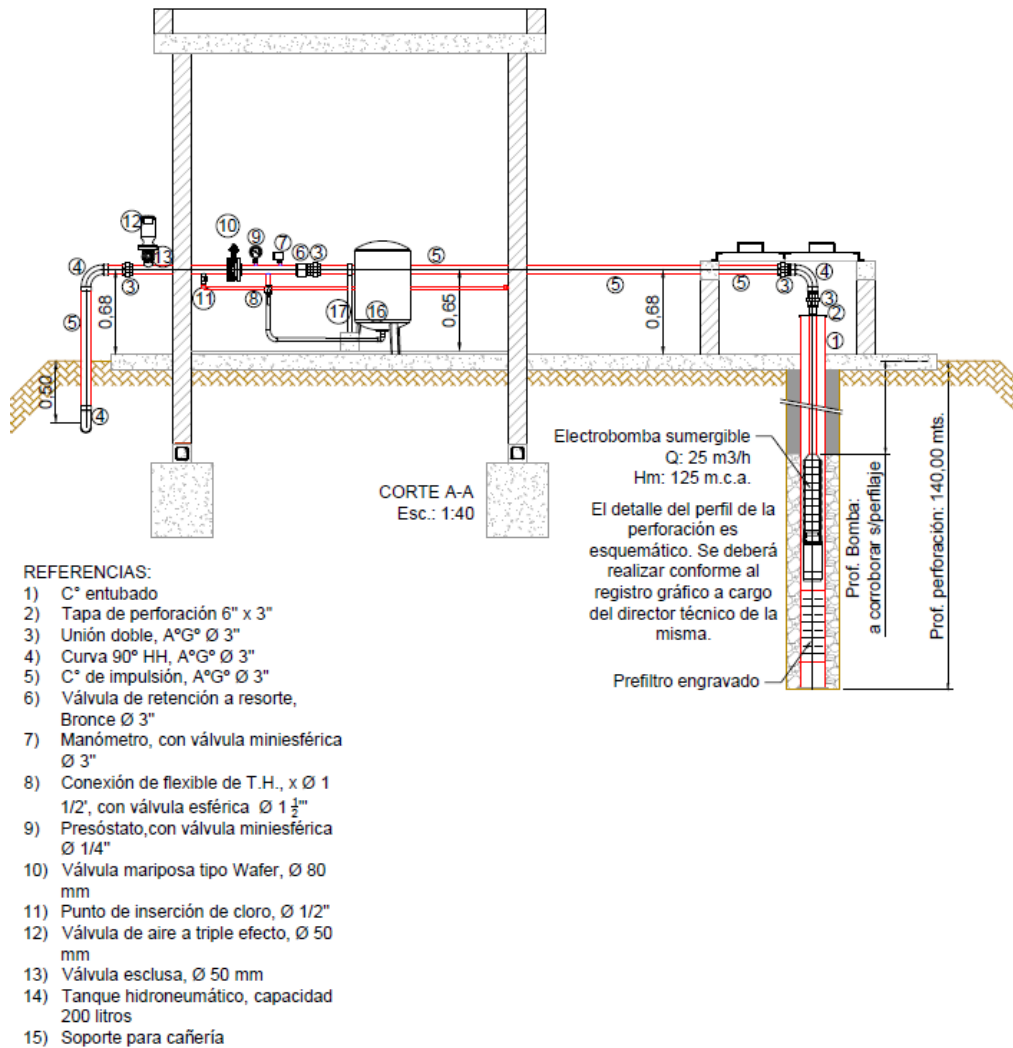 12
10
9
7
13
6
3
5
4
3
5
3
4
11
8
3
2
5
0,68
17
16
0,65
5
0,68
1
0,50
4
Electrobomba sumergible
Q: 25 m3/h
Hm: 125 m.c.a.
CORTE A-A
Esc.: 1:40
El detalle del perfil de la
perforación es
esquemático. Se deberá
realizar conforme al
registro gráfico a cargo
del director técnico de la
misma.
Prefiltro engravado
Prof. Bomba:
a corroborar s/perfilaje
Prof. perforación: 140,00 mts.
REFERENCIAS:
1) C° entubado
2) Tapa de perforación 6" x 3"
3) Unión doble, AºGº Ø 3"
4) Curva 90º HH, AºGº Ø 3"
5) C° de impulsión, AºGº Ø 3"
6) Válvula de retención a resorte,
Bronce Ø 3"
7) Manómetro, con válvula miniesférica
Ø 3"
8) Conexión de flexible de T.H., x Ø 1
1/2', con válvula esférica Ø 1 ½"'
9) Presóstato,con válvula miniesférica
Ø 1/4"
10) Válvula mariposa tipo Wafer, Ø 80
mm
11) Punto de inserción de cloro, Ø 1/2"
12) Válvula de aire a triple efecto, Ø 50
mm
13) Válvula esclusa, Ø 50 mm
14) Tanque hidroneumático, capacidad
200 litros
15) Soporte para cañería